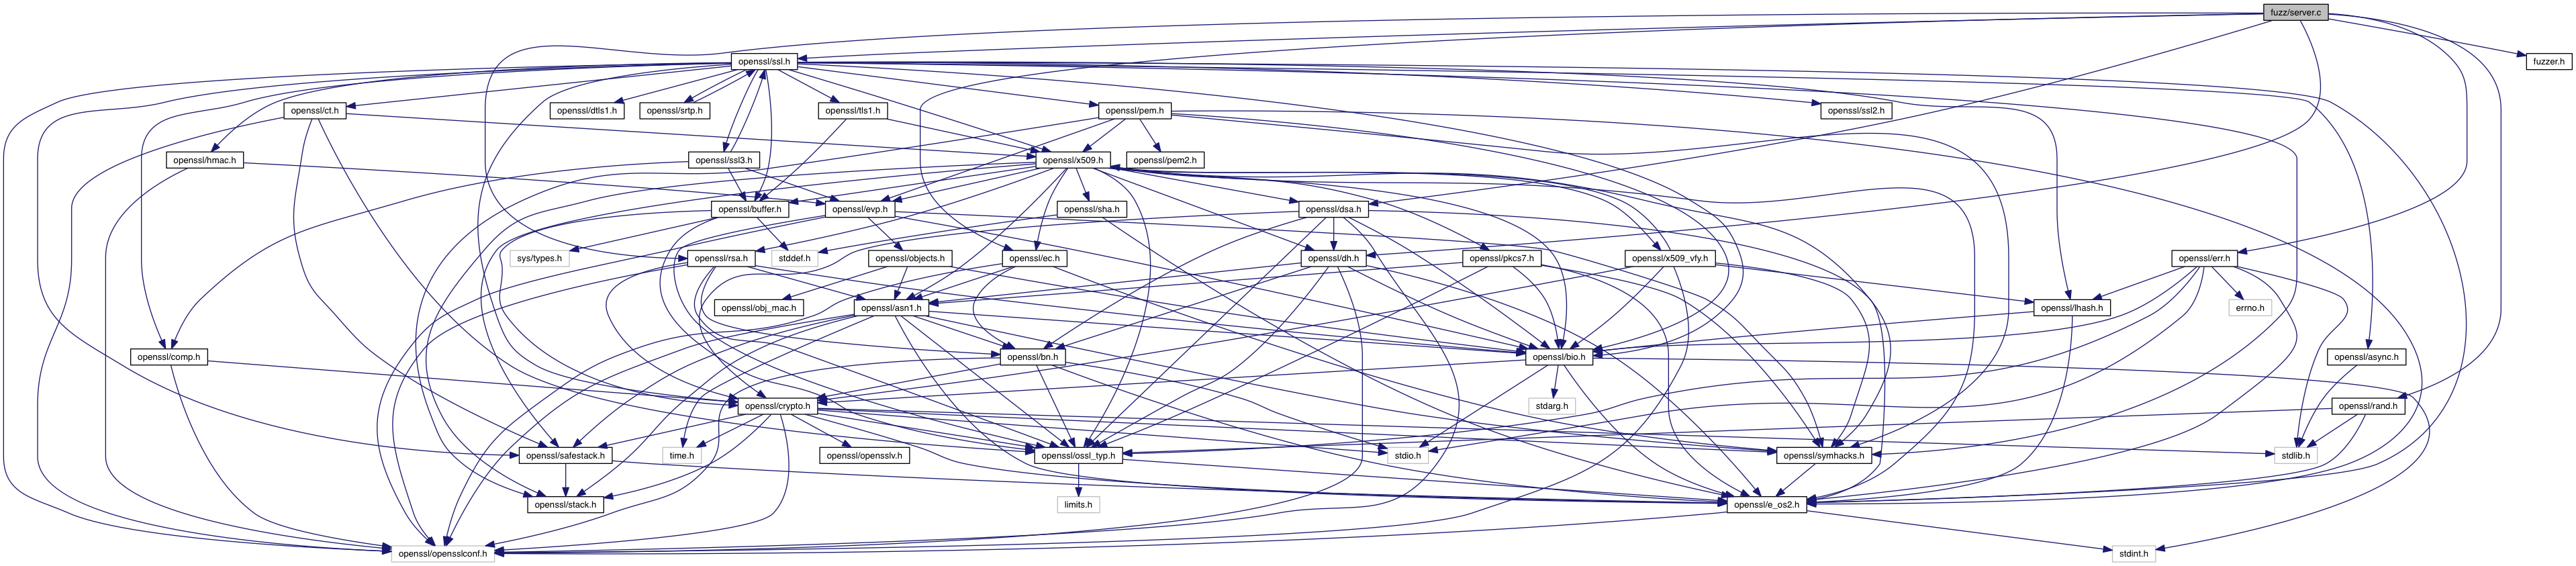 fuzz/server.c
openssl/ssl.h
fuzzer.h
openssl/ct.h
openssl/dtls1.h
openssl/srtp.h
openssl/tls1.h
openssl/pem.h
openssl/ssl2.h
openssl/hmac.h
openssl/ssl3.h
openssl/x509.h
openssl/pem2.h
openssl/buffer.h
openssl/evp.h
openssl/sha.h
openssl/dsa.h
sys/types.h
openssl/rsa.h
stddef.h
openssl/objects.h
openssl/ec.h
openssl/dh.h
openssl/pkcs7.h
openssl/x509_vfy.h
openssl/err.h
openssl/obj_mac.h
openssl/asn1.h
openssl/lhash.h
errno.h
openssl/comp.h
openssl/bn.h
openssl/bio.h
openssl/async.h
openssl/crypto.h
stdarg.h
openssl/rand.h
openssl/safestack.h
time.h
openssl/opensslv.h
openssl/ossl_typ.h
stdio.h
openssl/symhacks.h
stdlib.h
openssl/stack.h
limits.h
openssl/e_os2.h
openssl/opensslconf.h
stdint.h